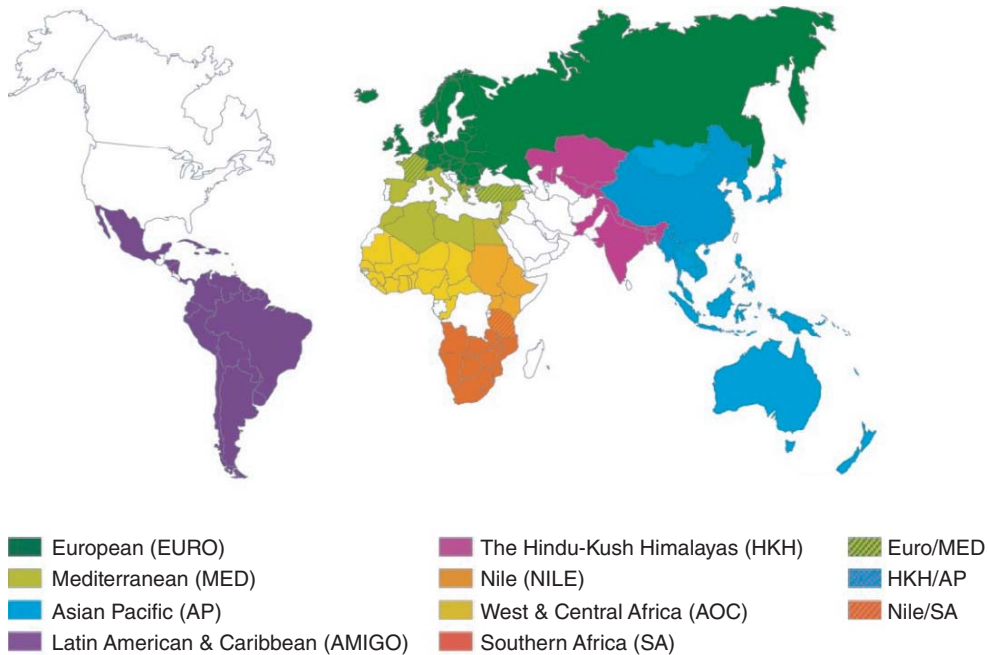 European (EURO)
Mediterranean (MED)
Asian Pacific (AP)
Latin American & Caribbean (AMIGO)
The Hindu-Kush Himalayas (HKH)
Nile (NILE)
West & Central Africa (AOC)
Southern Africa (SA)
Euro/MED
HKH/AP
Nile/SA